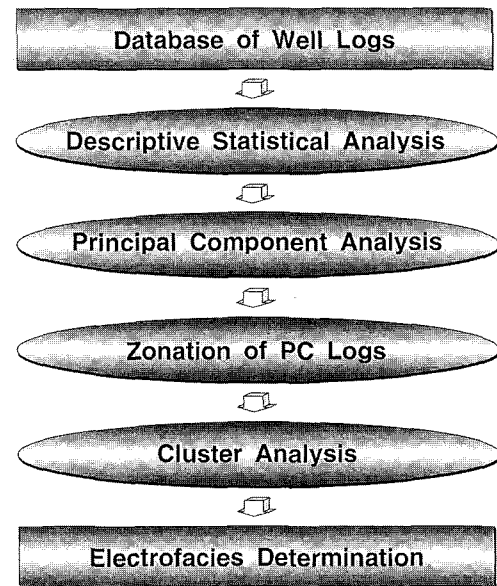 Database of Well Logs
Descriptive Statistical Analysis
Principal Component Analysis
Zonation of PC Logs
Cluster Analysis
Electrofacies Determination